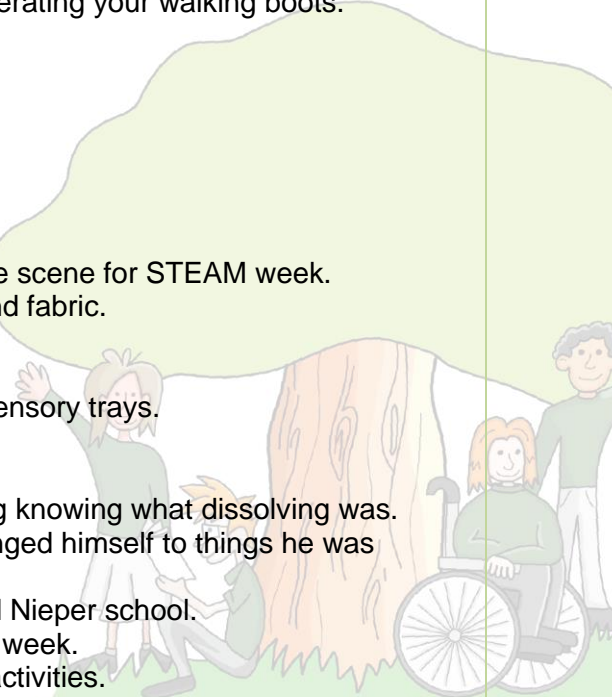 erating your walking boots.
e scene for STEAM week.
nd fabric.
ensory trays.
g knowing what dissolving was.
nged himself to things he was
l Nieper school.
week.
activities.